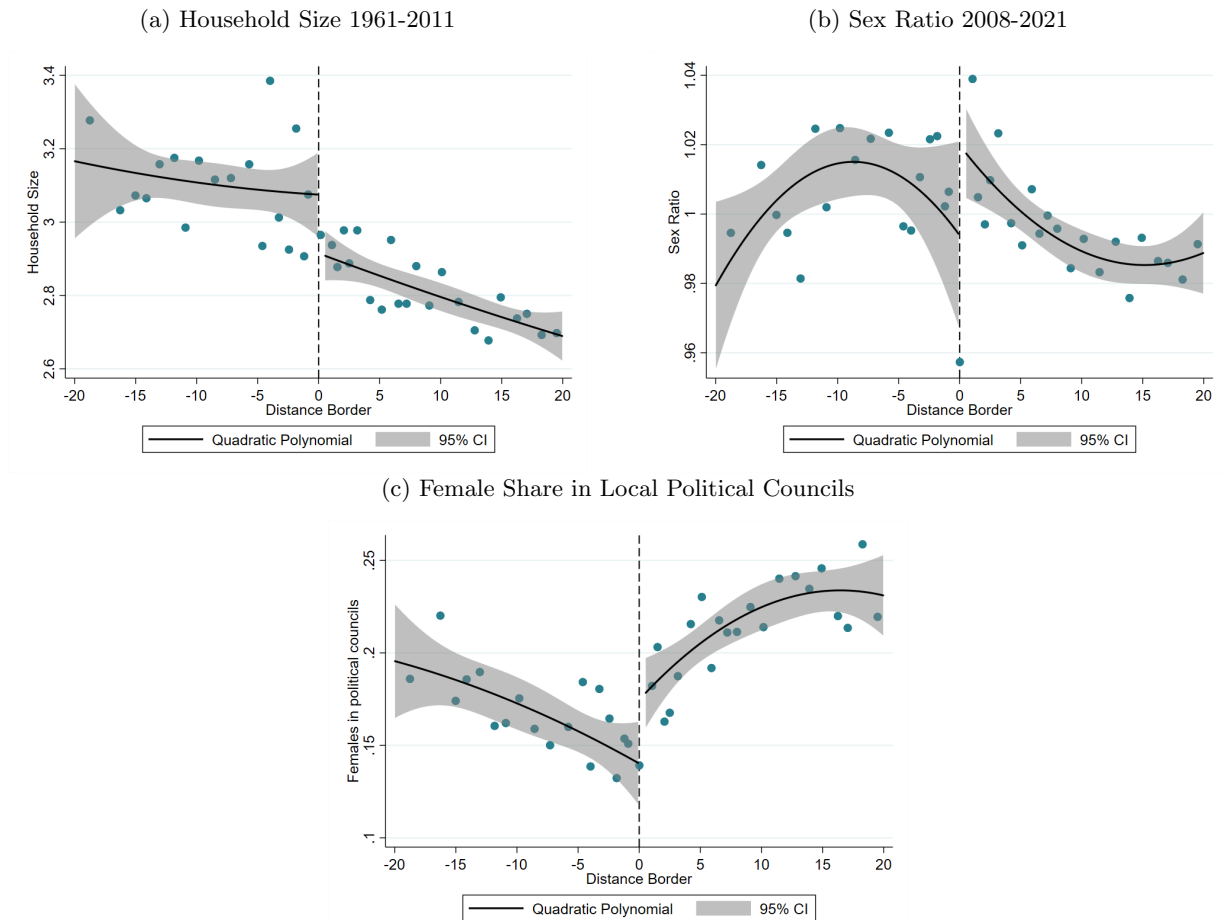 (a) Household Size 1961-2011
Household Size
3.4
3.2
3
2.8
2.6
-20 -15 -10 -5 0 5 10 15 20
Distance Border
Quadratic Polynomial 95% CI
(b) Sex Ratio 2008-2021
Sex Ratio
1.04
1.02
1
.98
.96
-20 -15 -10 -5 0 5 10 15 20
Distance Border
Quadratic Polynomial 95% CI
(c) Female Share in Local Political Councils
Females in political councils
.25
.2
.15
.1
-20 -15 -10 -5 0 5 10 15 20
Distance Border
Quadratic Polynomial 95% CI